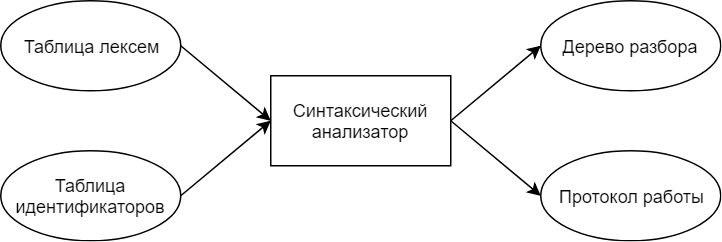 Таблица лексем
Таблица
идентификаторов
Синтаксический
анализатор
Дерево разбора
Протокол работы